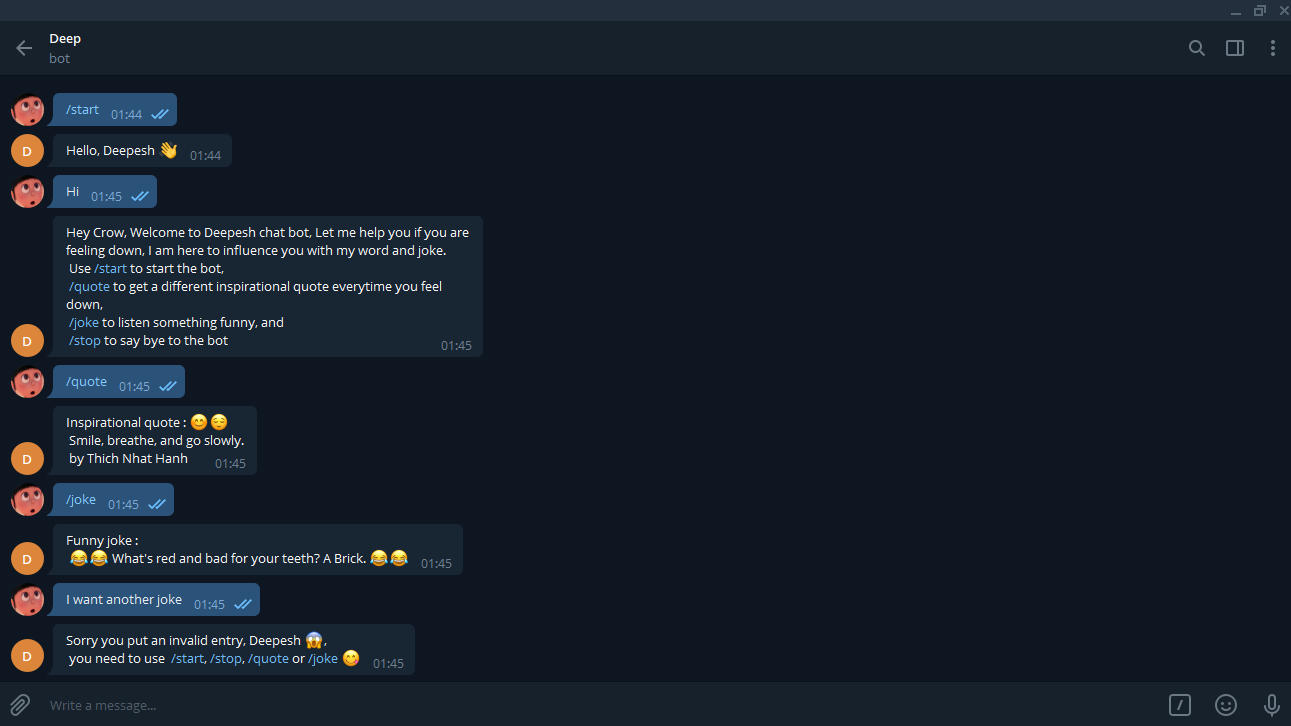 Deep
bot
/start 01:44
D
Hello, Deepesh 👋 01:44
Hi 01:45
Hey Crow, Welcome to Deepesh chat bot, Let me help you if you are
feeling down, I am here to influence you with my word and joke.
Use /start to start the bot,
/quote to get a different inspirational quote everytime you feel
down,
/joke to listen something funny, and
/stop to say bye to the bot 01:45
D
/quote 01:45
Inspirational quote : 😊😌
Smile, breathe, and go slowly.
by Thich Nhat Hanh 01:45
D
/joke 01:45
Funny joke :
😂😂 What's red and bad for your teeth? A Brick. 😂😂 01:45
D
I want another joke 01:45
Sorry you put an invalid entry, Deepesh 😱,
you need to use /start, /stop, /quote or /joke 😋 01:45
D
Write a message...